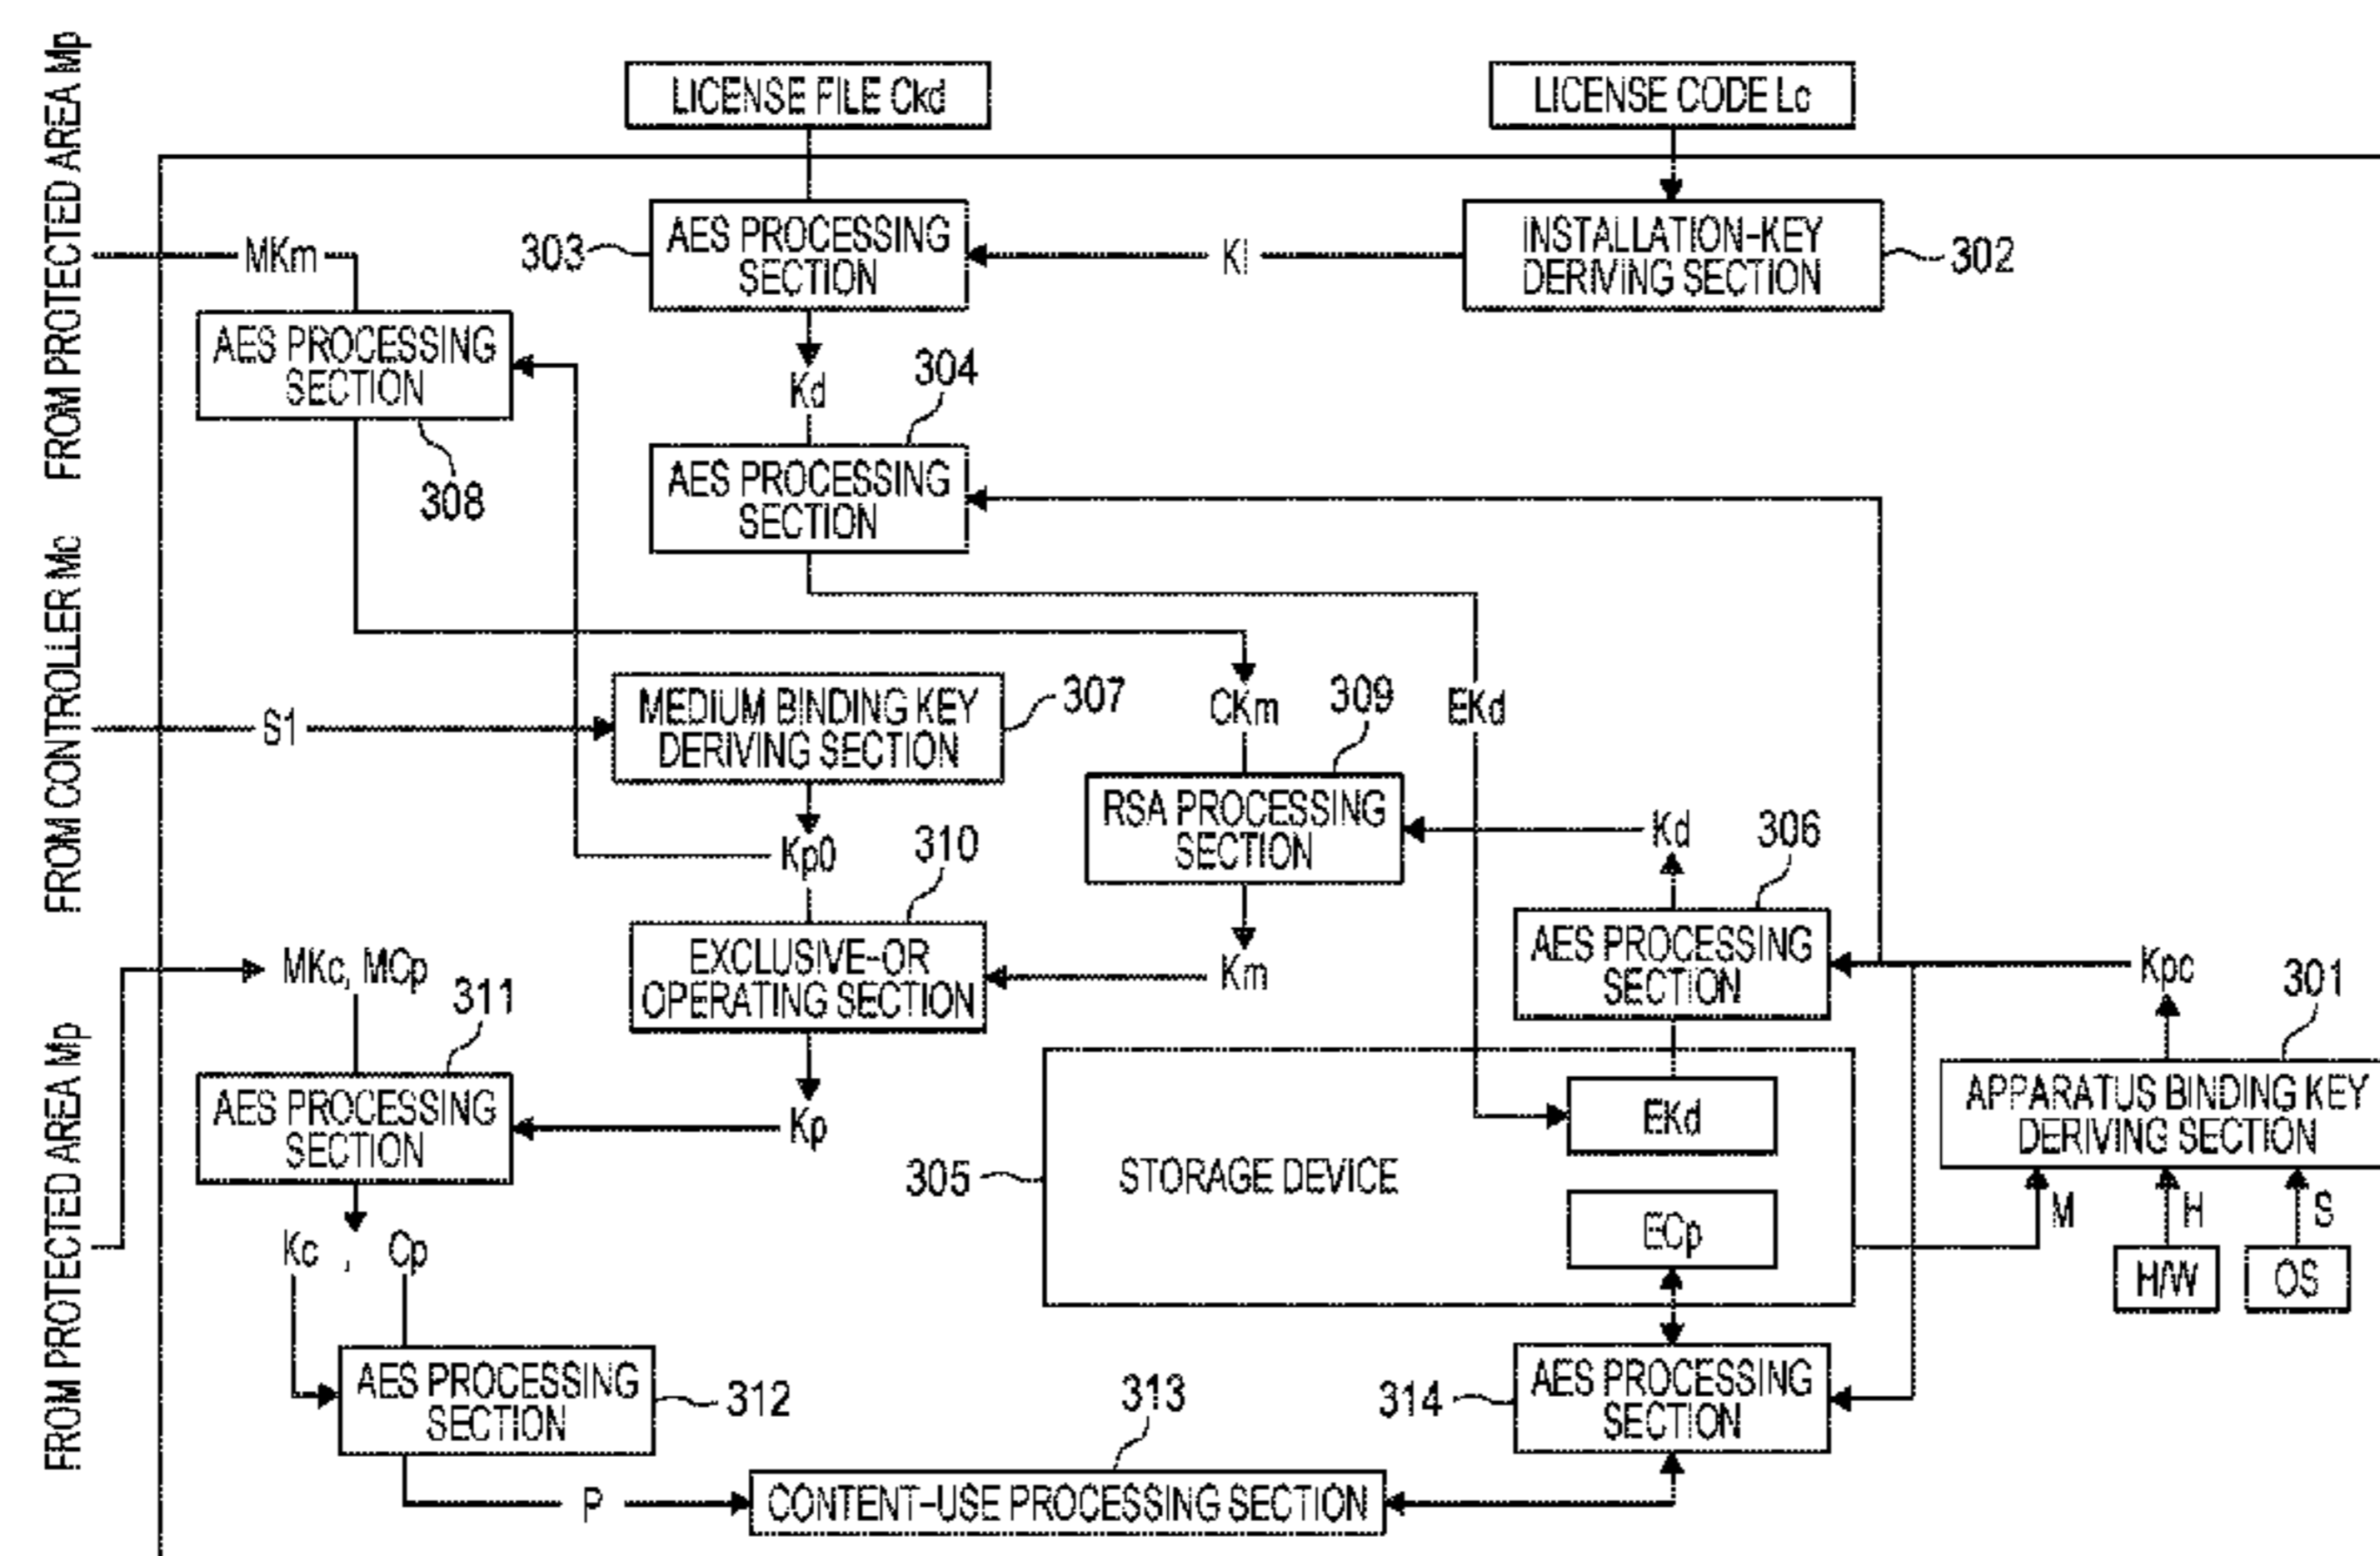 FROM PROTECTED AREA Mp
FROM CONTROLLER Mc
FROM PROTECTED AREA Mp
LICENSE FILE Ckd
LICENSE CODE Lc
303
AES PROCESSING
SECTION
KI
INSTALLATION-KEY
DERIVING SECTION
302
MKm
AES PROCESSING
SECTION
308
Kd
304
AES PROCESSING
SECTION
S1
MEDIUM BINDING KEY
DERIVING SECTION
307
CKm
309
EKd
RSA PROCESSING
SECTION
Kd
306
Kp0
310
EXCLUSIVE-OR
OPERATING SECTION
Km
AES PROCESSING
SECTION
Kpc
301
MKc, MCp
311
AES PROCESSING
SECTION
Kp
APPARATUS BINDING KEY
DERIVING SECTION
305
STORAGE DEVICE
EKd
ECp
M
H
S
H/W
OS
Kc , Cp
AES PROCESSING
SECTION
312
313
314
AES PROCESSING
SECTION
P
CONTENT-USE PROCESSING SECTION